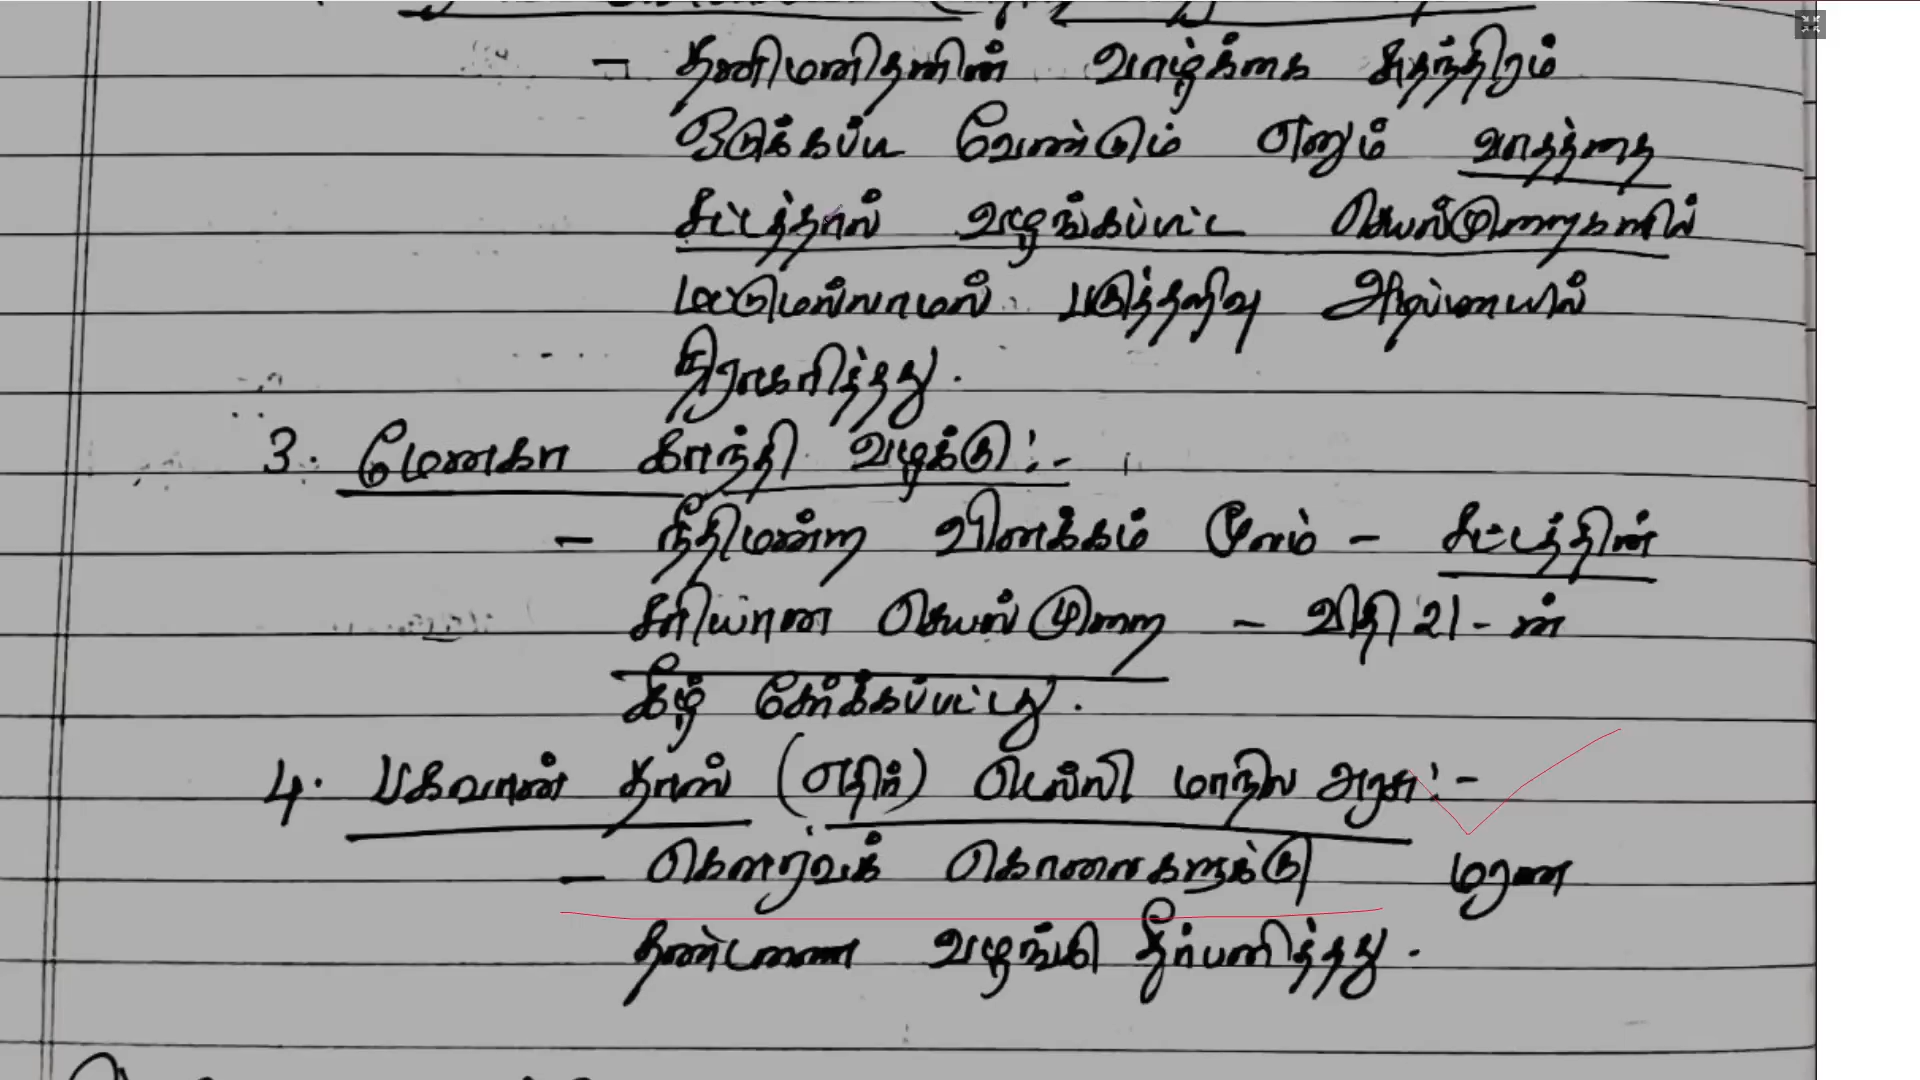 - தனிமனிதனின் வாழ்க்கை சுதந்திரம்
ஒடுக்கப்பட வேண்டும் எனும் வாதத்தை
சட்டத்தால் வழங்கப்பட்ட செயல்முறைகளில்
மட்டுமல்லாமல் பகுத்தறிவு அடிப்படையில்
நிராகரித்தது.
3. மேனகா காந்தி வழக்கு:-
- நீதிமன்ற விளக்கம் மூலம் - சட்டத்தின்
சரியான செயல்முறை - விதி 21-ன்
கீழ் சேர்க்கப்பட்டது.
4. பகவான் தாஸ் (எதிர்) டெல்லி மாநில அரசு:-
- கௌரவக் கொலைகளுக்கு மரண
தண்டணை வழங்கி தீர்பளித்தது.